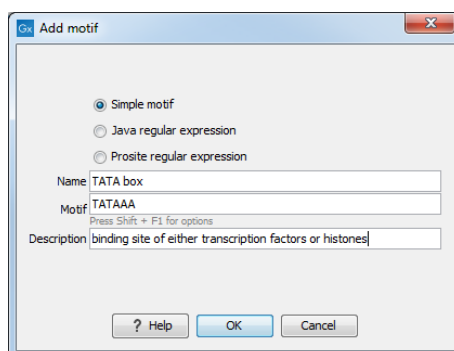 Gx Add motif
Simple motif
Java regular expression
Prosite regular expression
Name TATA box
Motif TATAAA
Press Shift + F1 for options
Description binding site of either transcription factors or histones
? Help OK Cancel